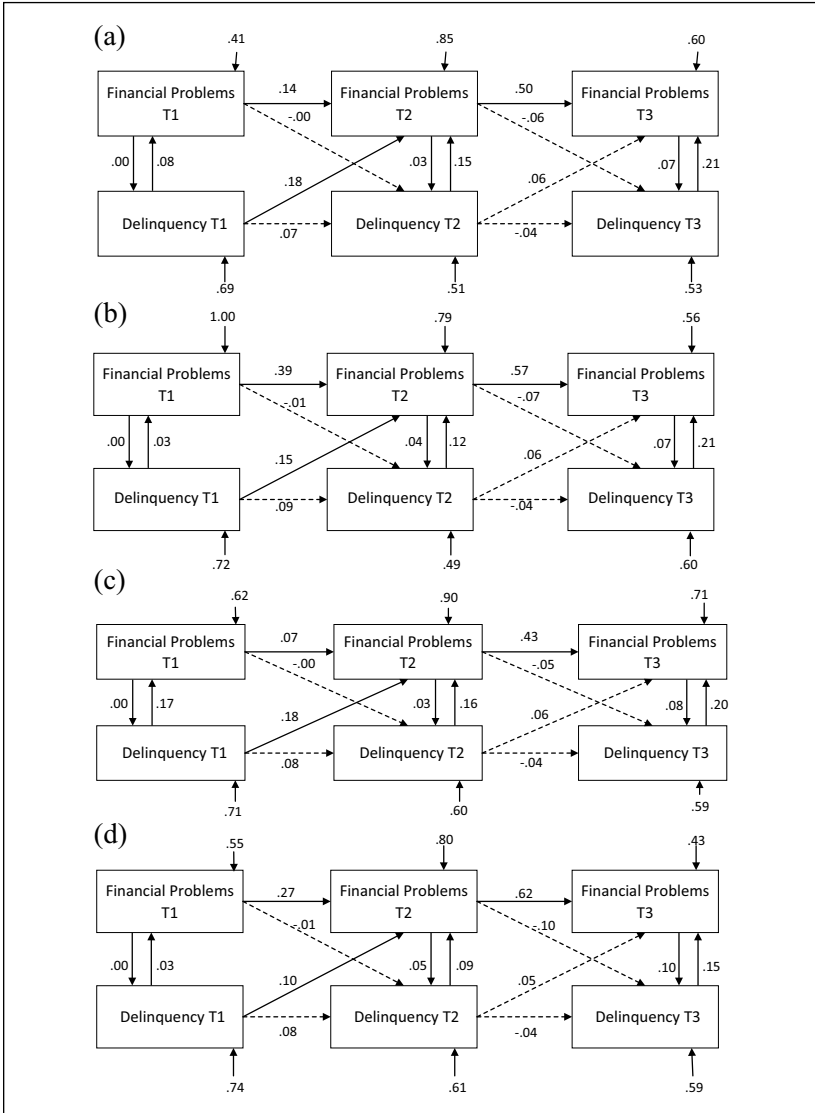 (a)
.41 .85 .60
Financial Problems T1
.14
Financial Problems T2
.50
Financial Problems T3
-.00
-.06
.00 .08
.03 .15
.07 .21
.18
.06
Delinquency T1
.07
Delinquency T2
-.04
Delinquency T3
.69 .51 .53
(b)
1.00 .79 .56
Financial Problems T1
.39
Financial Problems T2
.57
Financial Problems T3
-.01
-.07
.00 .03
.04 .12
.07 .21
.15
.06
Delinquency T1
.09
Delinquency T2
-.04
Delinquency T3
.72 .49 .60
(c)
.62 .90 .71
Financial Problems T1
.07
Financial Problems T2
.43
Financial Problems T3
-.00
-.05
.00 .17
.03 .16
.08 .20
.18
.06
Delinquency T1
.08
Delinquency T2
-.04
Delinquency T3
.71 .60 .59
(d)
.55 .80 .43
Financial Problems T1
.27
Financial Problems T2
.62
Financial Problems T3
-.01
-.10
.00 .03
.05 .09
.10 .15
.10
.05
Delinquency T1
.08
Delinquency T2
-.04
Delinquency T3
.74 .61 .59